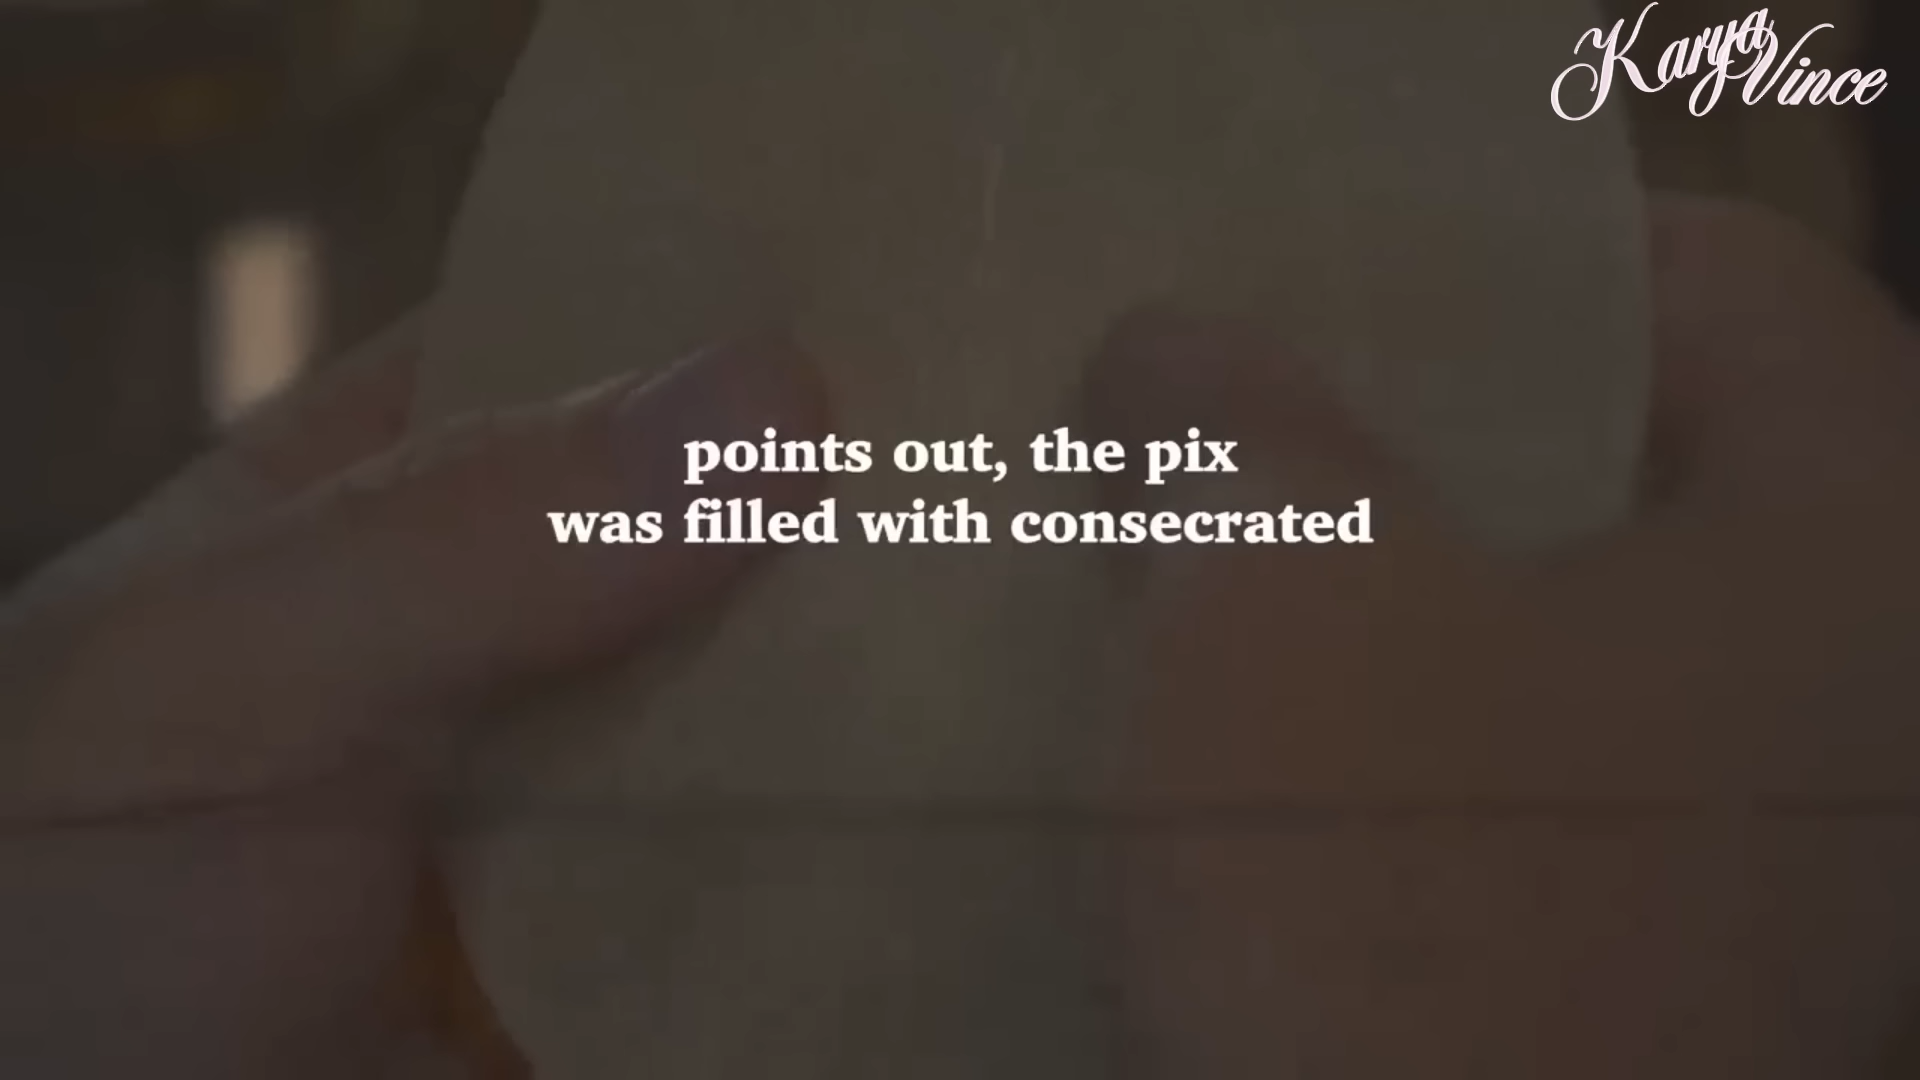 Karya Vince
points out, the pix
was filled with consecrated